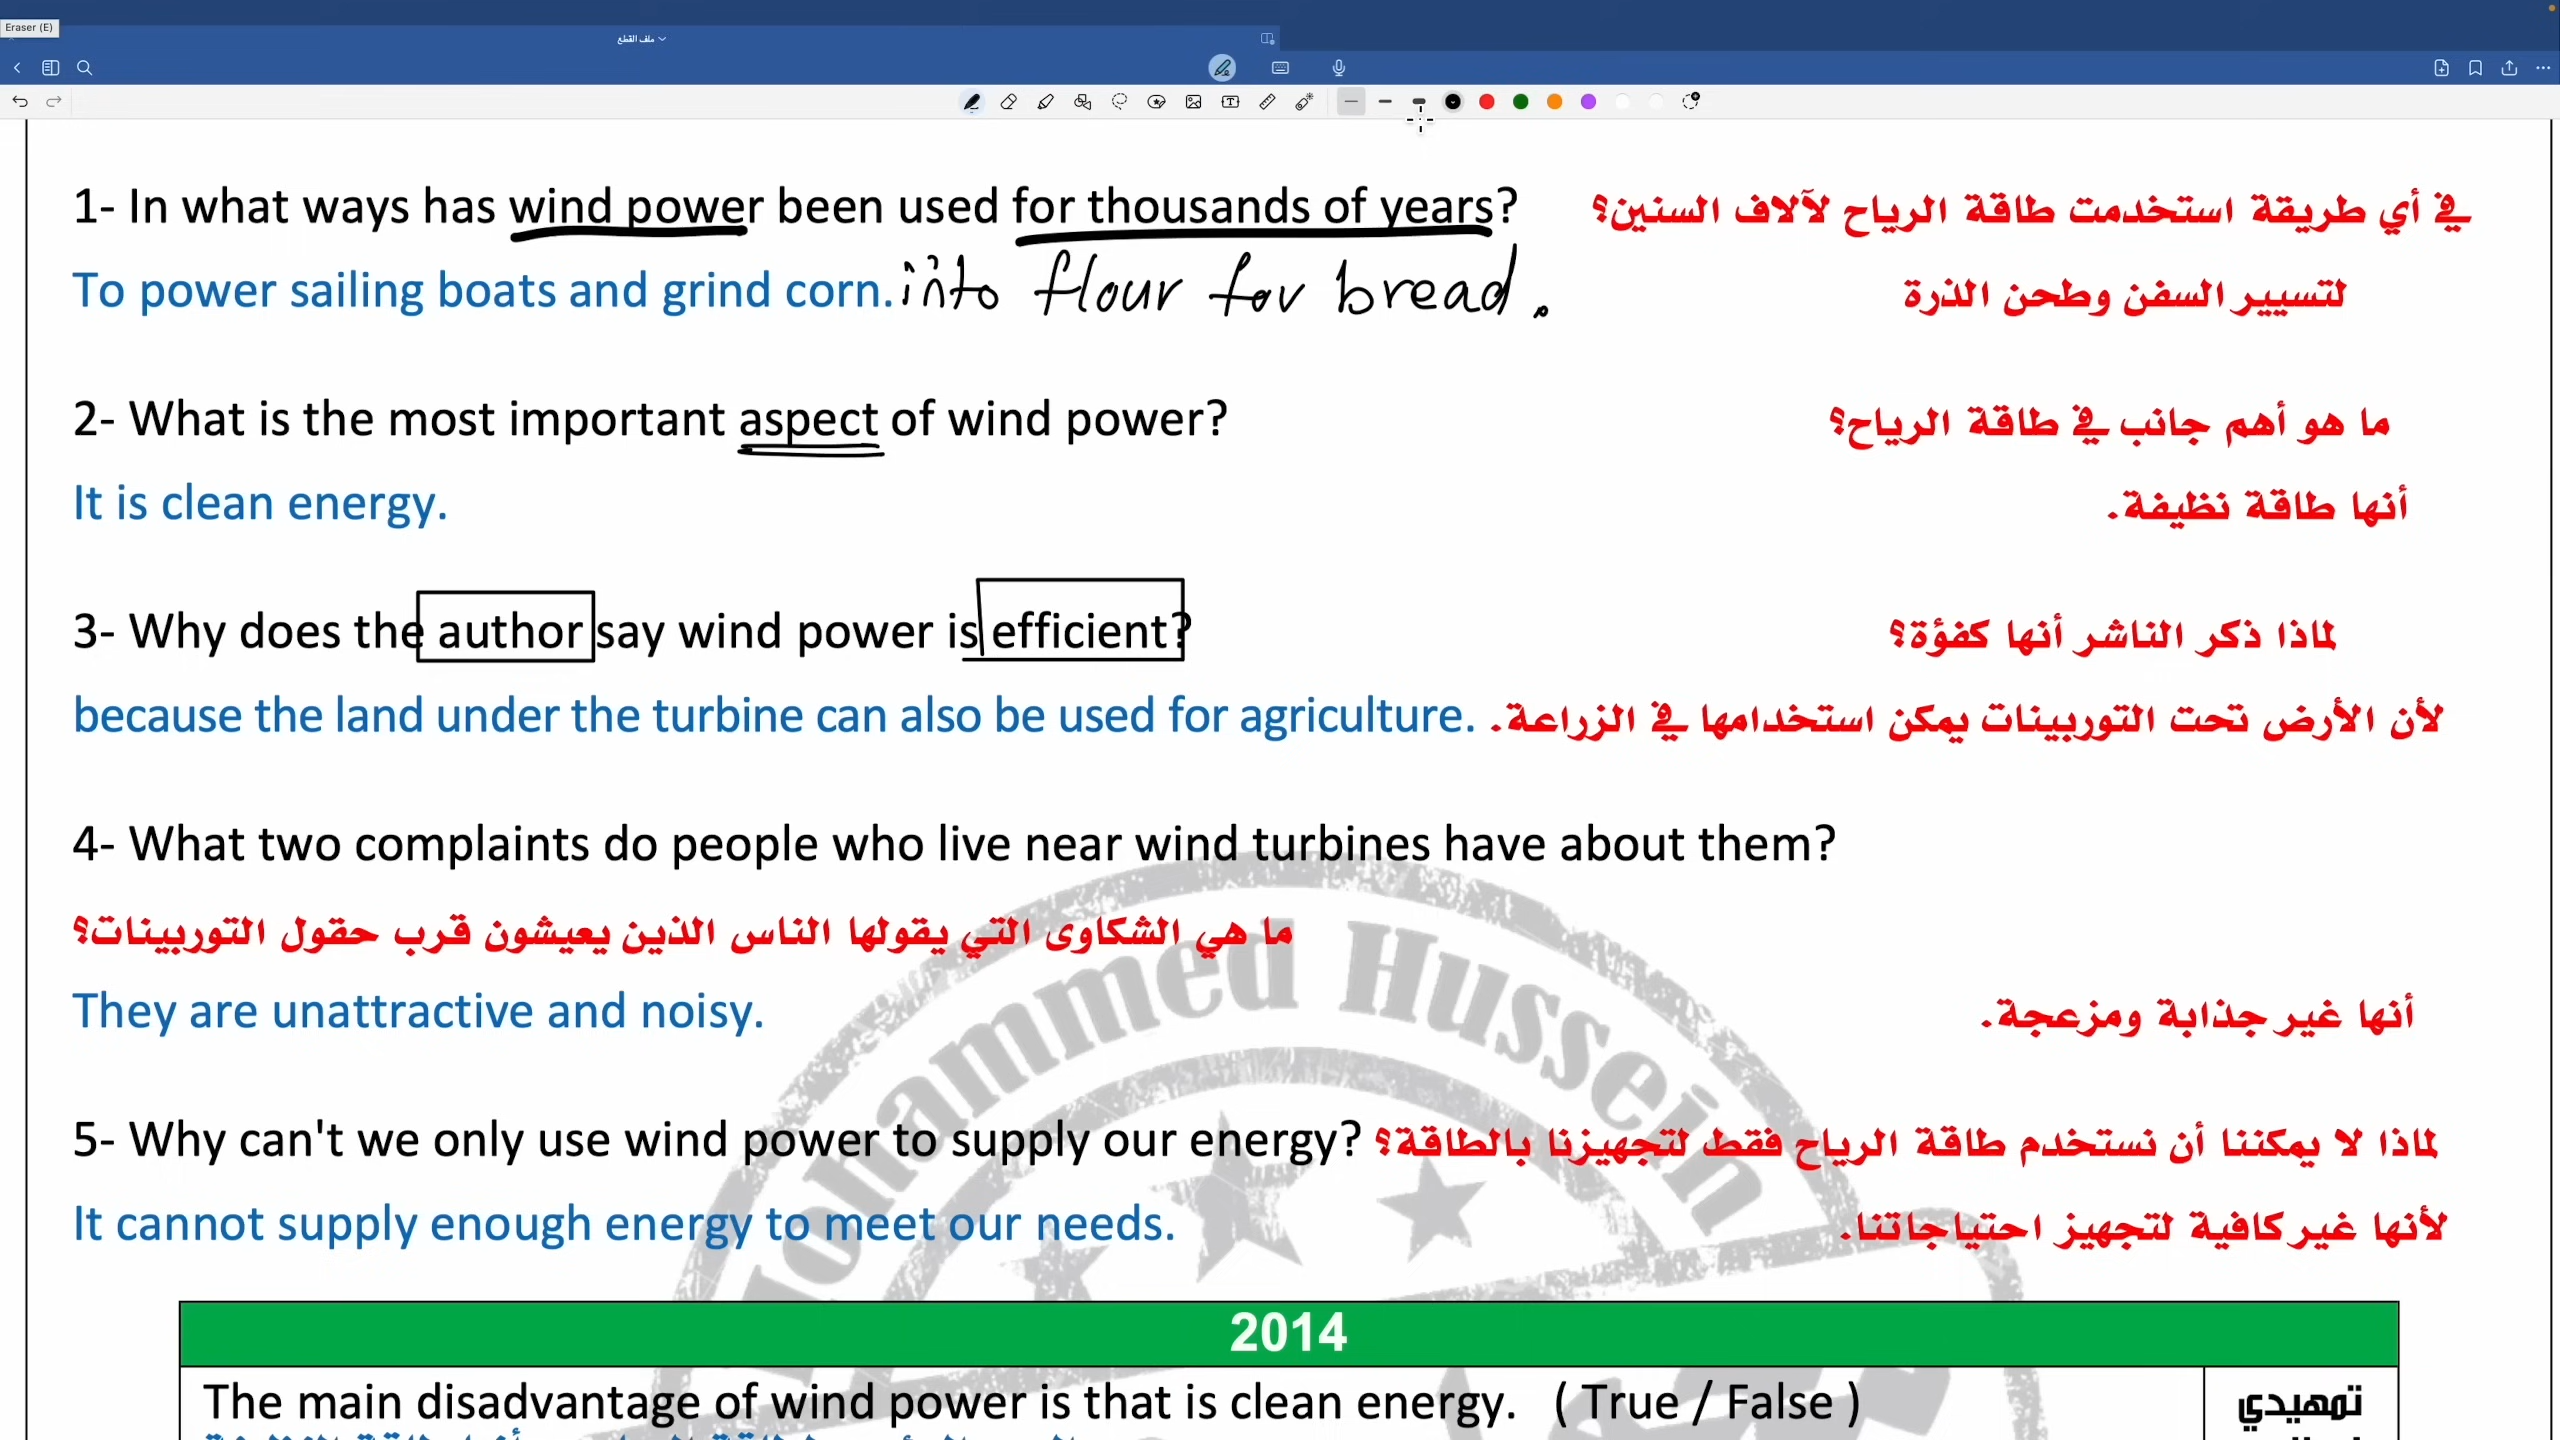 Eraser (E)
ملف القطع
1- In what ways has wind power been used for thousands of years? في أي طريقة استخدمت طاقة الرياح لآلاف السنين؟
To power sailing boats and grind corn. into flour for bread. لتسيير السفن وطحن الذرة
2- What is the most important aspect of wind power? ما هو أهم جانب في طاقة الرياح؟
It is clean energy. أنها طاقة نظيفة.
3- Why does the author say wind power is efficient? لماذا ذكر الناشر أنها كفؤة؟
because the land under the turbine can also be used for agriculture. لأن الأرض تحت التوربينات يمكن استخدامها في الزراعة.
4- What two complaints do people who live near wind turbines have about them?
ما هي الشكاوى التي يقولها الناس الذين يعيشون قرب حقول التوربينات؟
They are unattractive and noisy. أنها غير جذابة ومزعجة.
5- Why can't we only use wind power to supply our energy? لماذا لا يمكننا أن نستخدم طاقة الرياح فقط لتجهيزنا بالطاقة؟
It cannot supply enough energy to meet our needs. لأنها غير كافية لتجهيز احتياجاتنا.
Mohammed Hussein
2014
The main disadvantage of wind power is that is clean energy. ( True / False ) تمهيدي